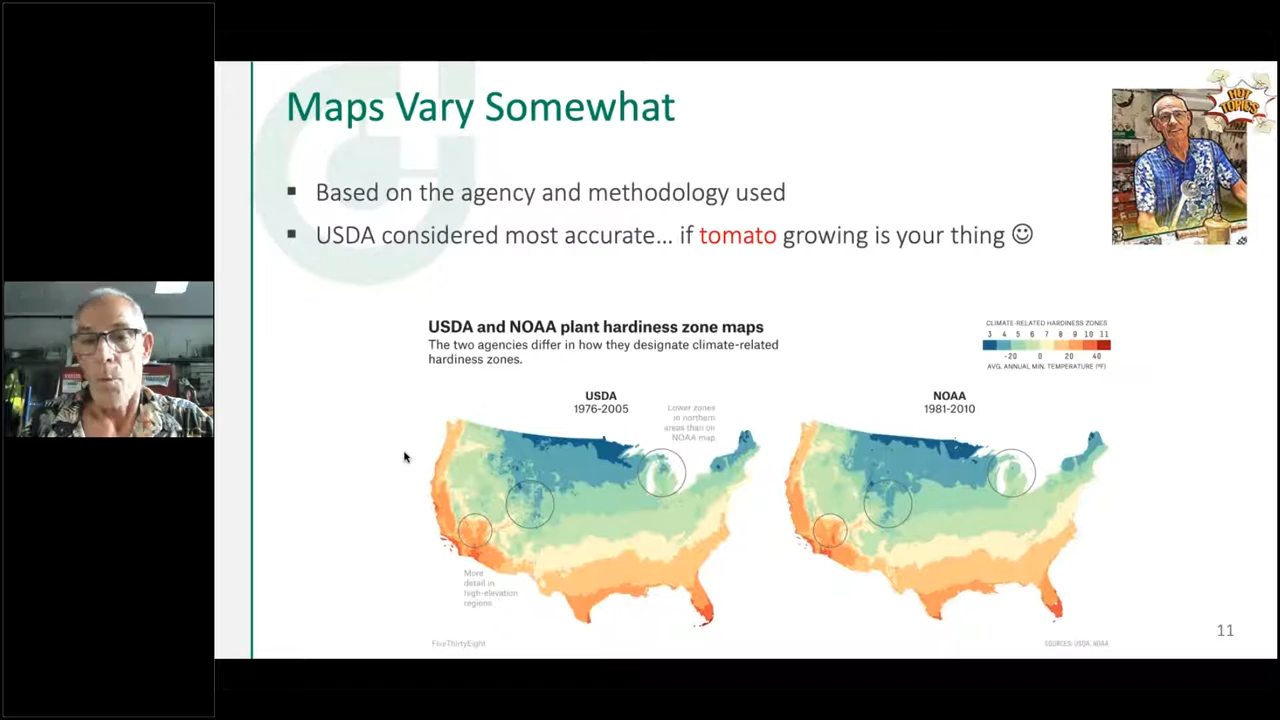 Maps Vary Somewhat
HOT
TOPICS
▪ Based on the agency and methodology used
▪ USDA considered most accurate... if tomato growing is your thing ☺
USDA and NOAA plant hardiness zone maps
The two agencies differ in how they designate climate-related
hardiness zones.
CLIMATE-RELATED HARDINESS ZONES
3 4 5 6 7 8 9 10 11
-20 0 20 40
AVG. ANNUAL MIN. TEMPERATURE (ºF)
USDA
1976-2005
Lower zones
in northern
areas than on
NOAA map
NOAA
1981-2010
More
detail in
high-elevation
regions
FiveThirtyEight
SOURCES: USDA, NOAA
11